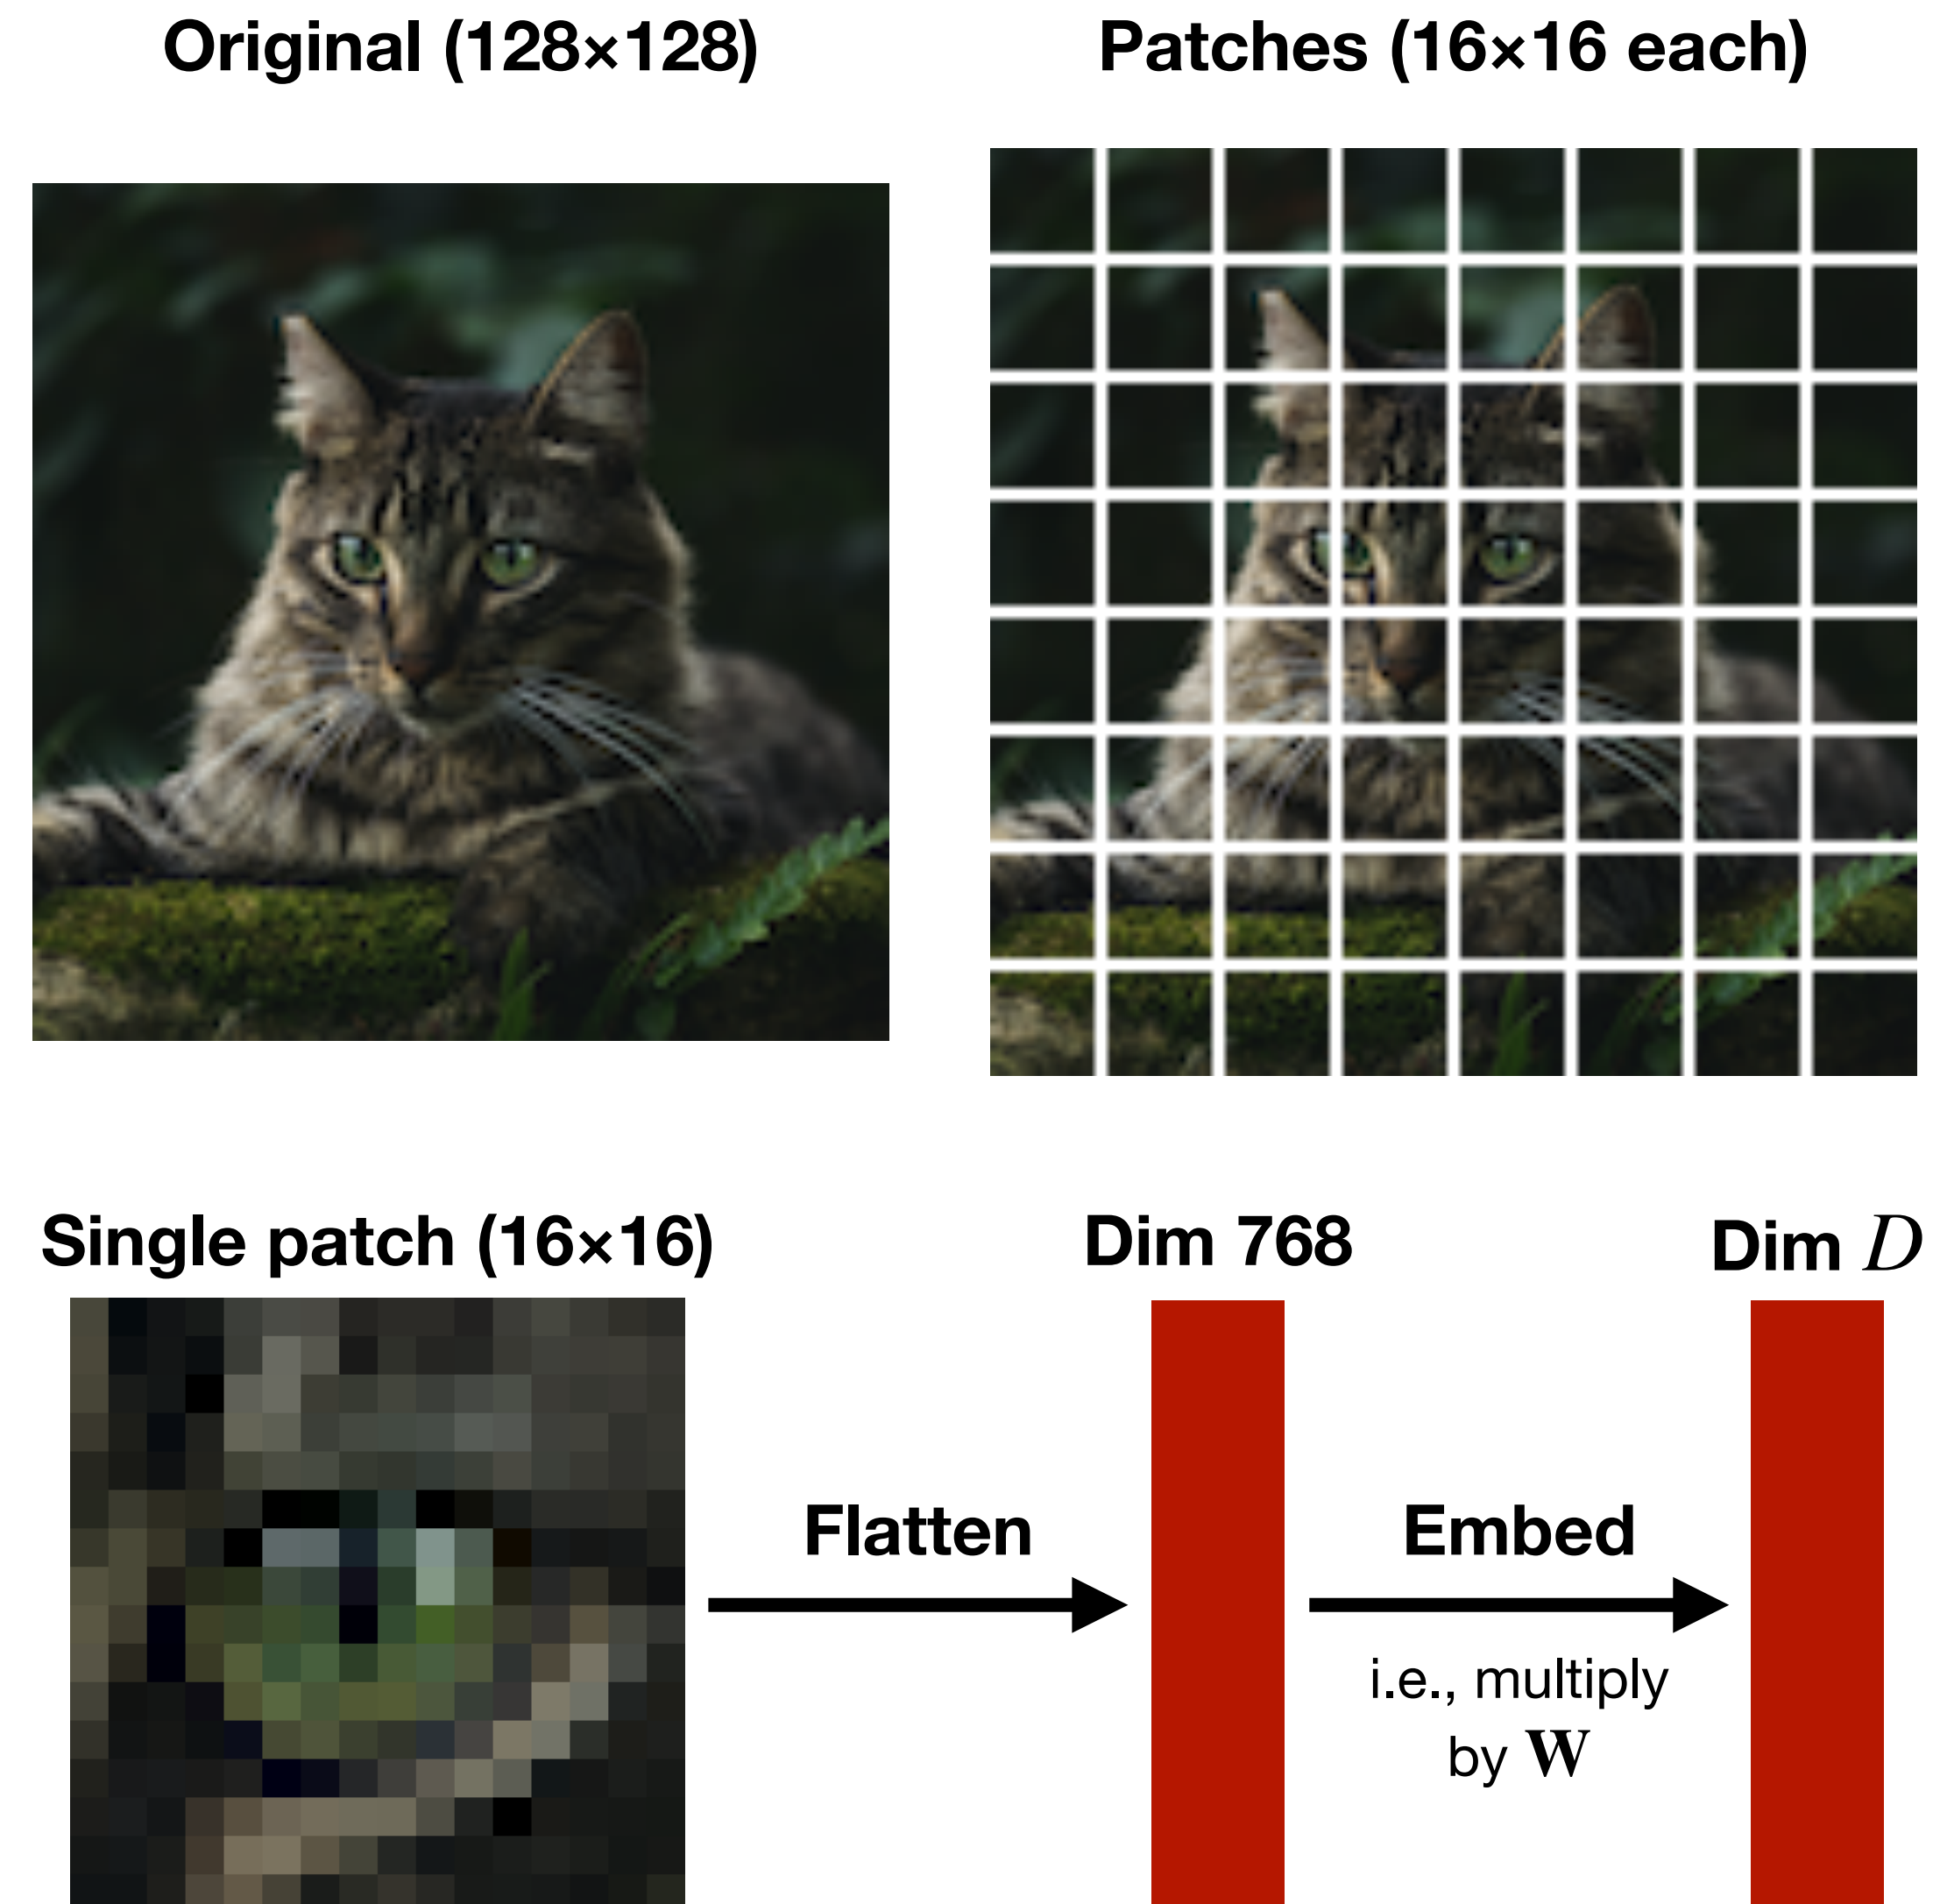 Original (128×128)
Patches (16×16 each)
Single patch (16×16)
Dim 768
Dim D
Flatten
Embed
i.e., multiply
by W